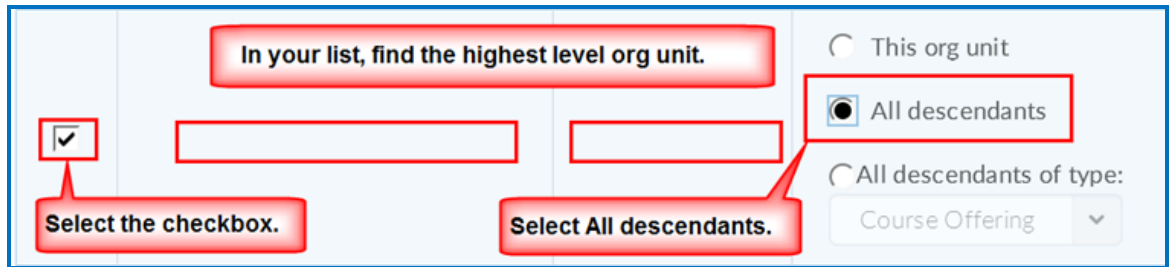 In your list, find the highest level org unit.
This org unit
All descendants
All descendants of type:
Select the checkbox.
Select All descendants.
Course Offering